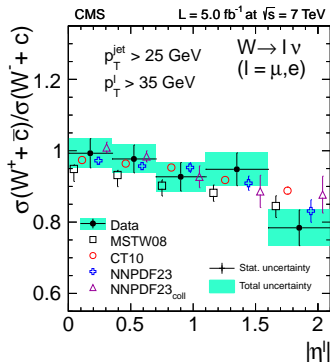 CMS L = 5.0 fb⁻¹ at √s = 7 TeV
p_T^jet > 25 GeV
p_T^l > 35 GeV
W → l ν
(l = μ,e)
σ(W⁺ + c̄)/σ(W⁻ + c)
1.2
1
0.8
0.6
Data
MSTW08
CT10
NNPDF23
NNPDF23_coll
Stat. uncertainty
Total uncertainty
0 0.5 1 1.5 2
|η^l|